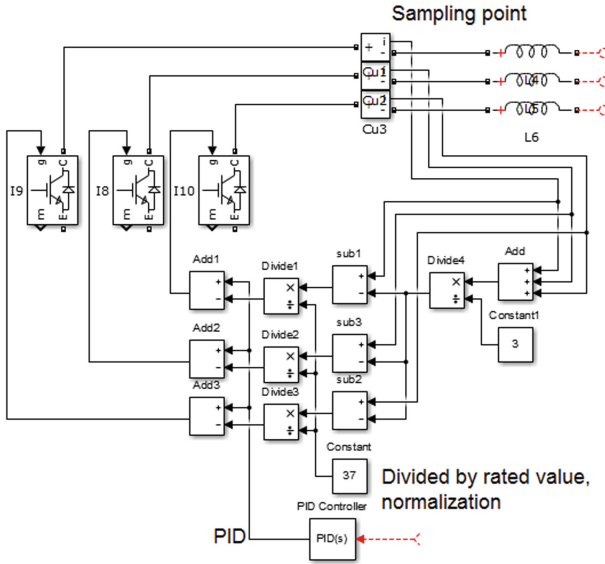 Sampling point
i
+
-
Cu1
i
+
-
Cu2
i
+
-
Cu3
+
+ L4
+ L5
L6
g C
I9
m E
g C
I8
m E
g C
I10
m E
Add1
+
-
Divide1
×
÷
sub1
+
-
Divide4
×
÷
Add
+
+
+
Constant1
3
Add2
+
-
Divide2
×
÷
sub3
+
-
Add3
+
-
Divide3
×
÷
sub2
+
-
Constant
37
Divided by rated value,
normalization
PID Controller
PID
PID(s)